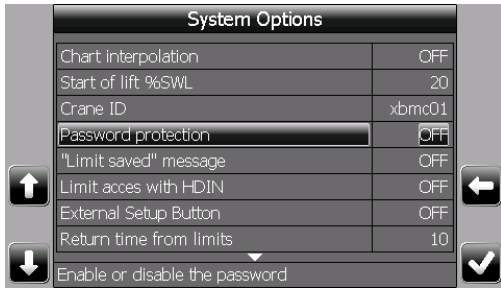 System Options
Chart interpolation OFF
Start of lift %SWL 20
Crane ID xbmc01
Password protection OFF
"Limit saved" message OFF
Limit acces with HDIN OFF
External Setup Button OFF
Return time from limits 10
Enable or disable the password